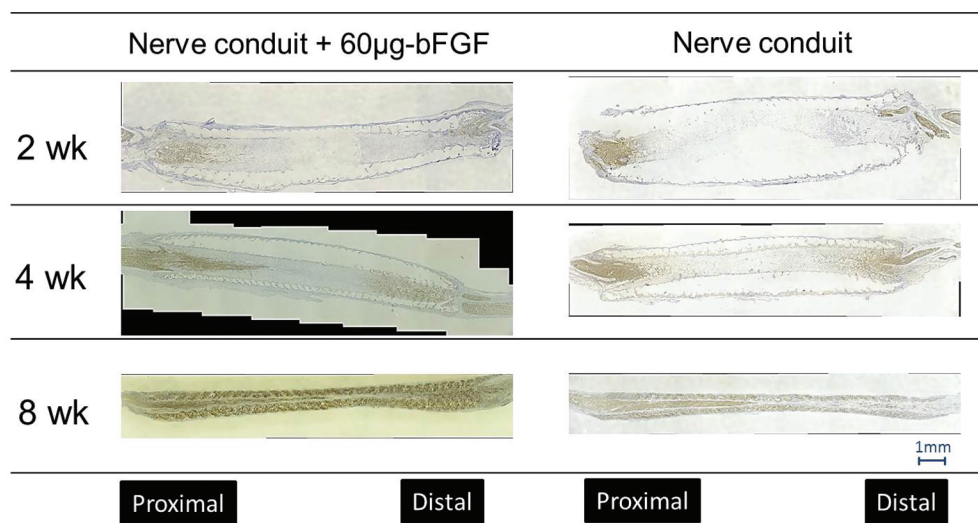 Nerve conduit + 60µg-bFGF
Nerve conduit
2 wk
4 wk
8 wk
1mm
Proximal
Distal
Proximal
Distal